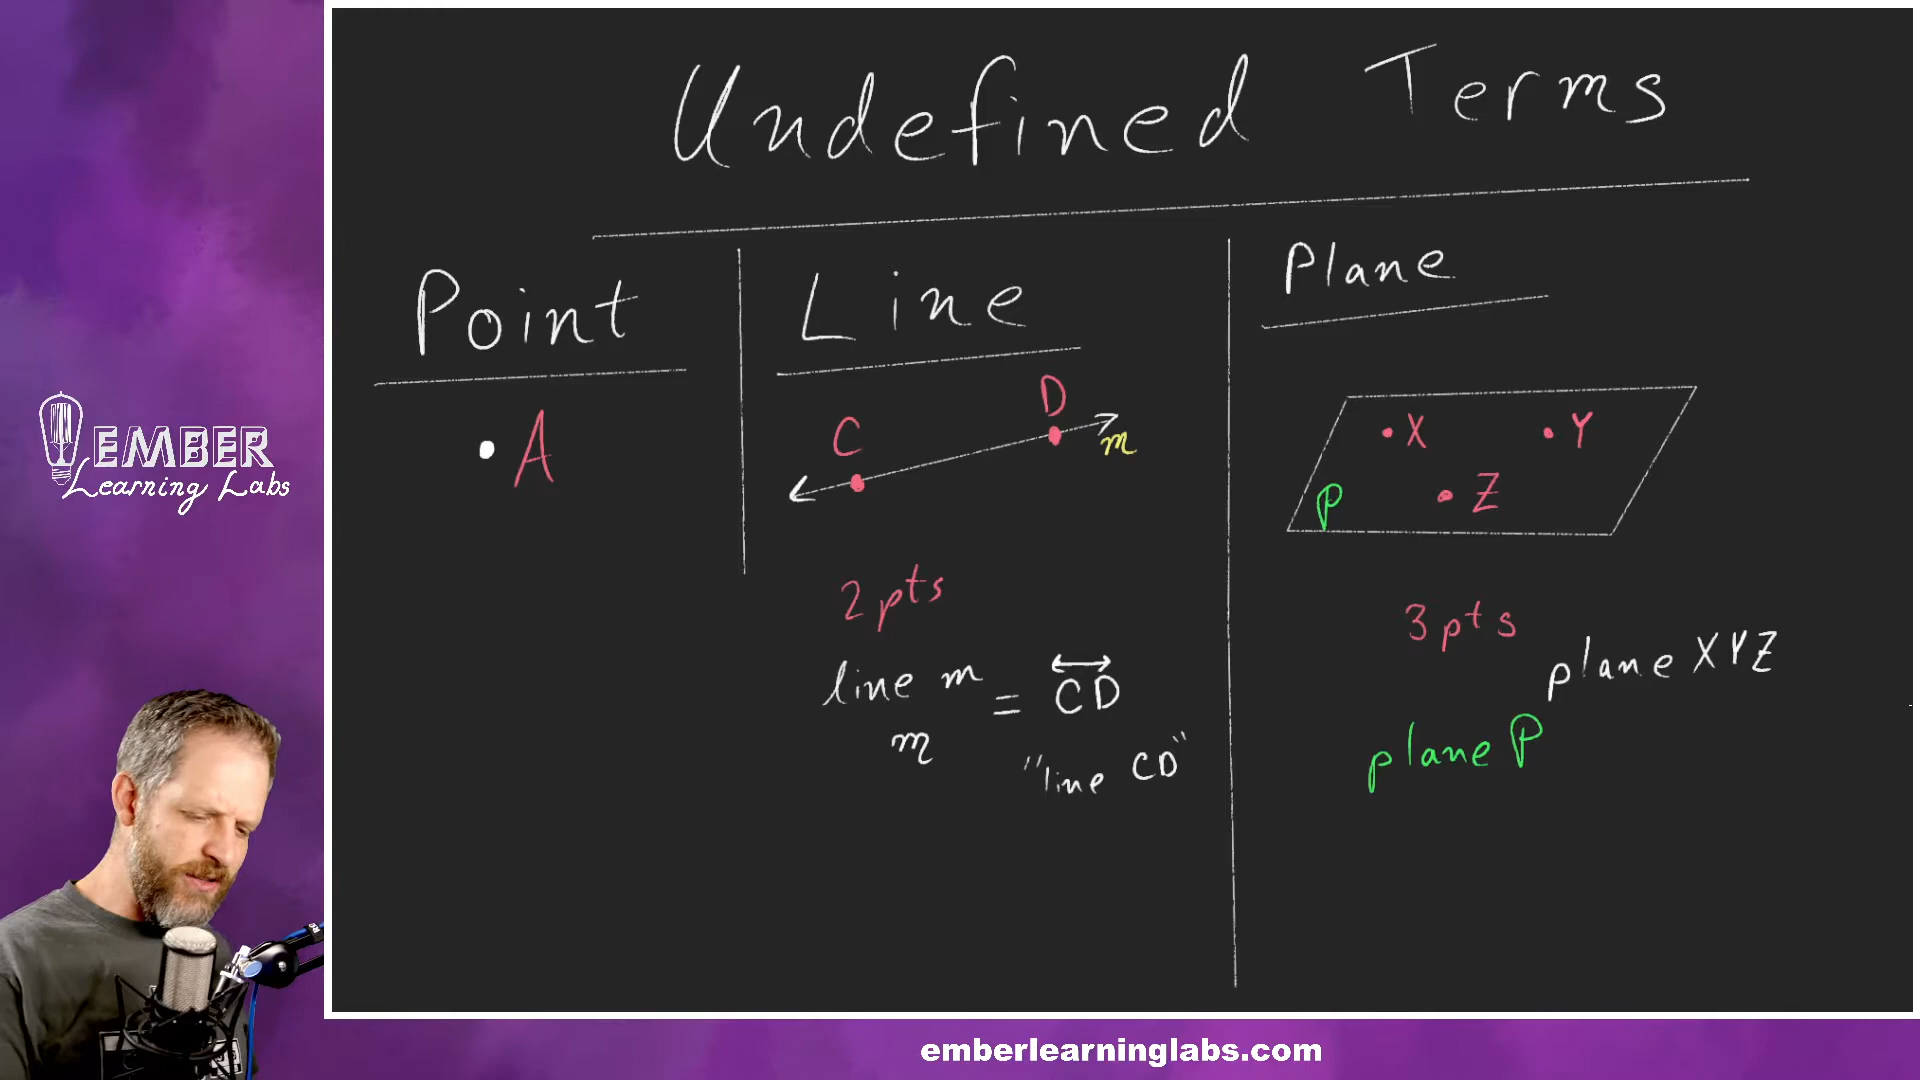 Undefined Terms
Point
Line
Plane
A
C
D
m
X
Y
Z
P
2 pts
line m = CD
m
"line CD"
3 pts
plane XYZ
plane P
EMBER
Learning Labs
emberlearninglabs.com